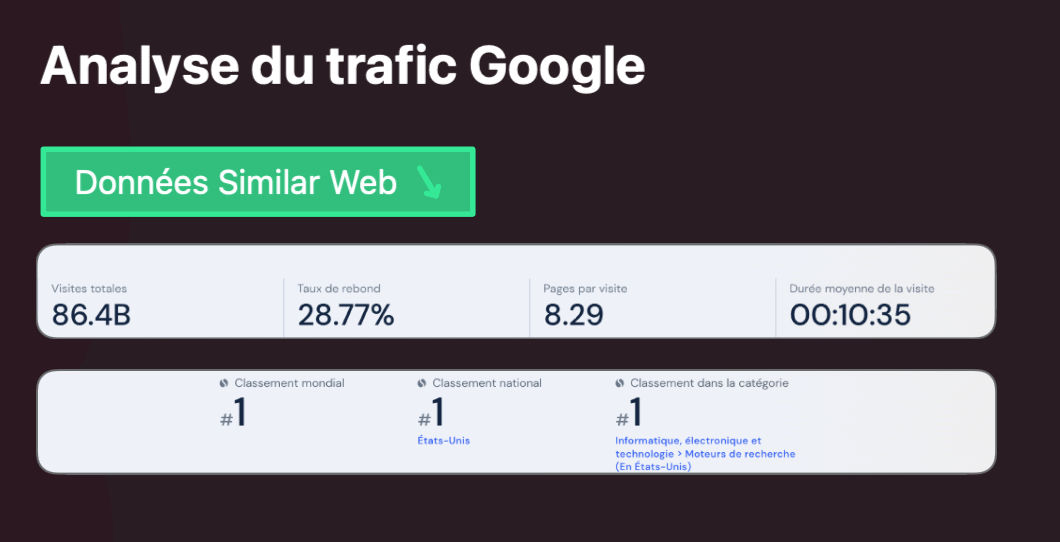 Analyse du trafic Google
Données Similar Web
Visites totales
86.4B
Taux de rebond
28.77%
Pages par visite
8.29
Durée moyenne de la visite
00:10:35
Classement mondial
#1
Classement national
#1
États-Unis
Classement dans la catégorie
#1
Informatique, électronique et
technologie > Moteurs de recherche
(En États-Unis)